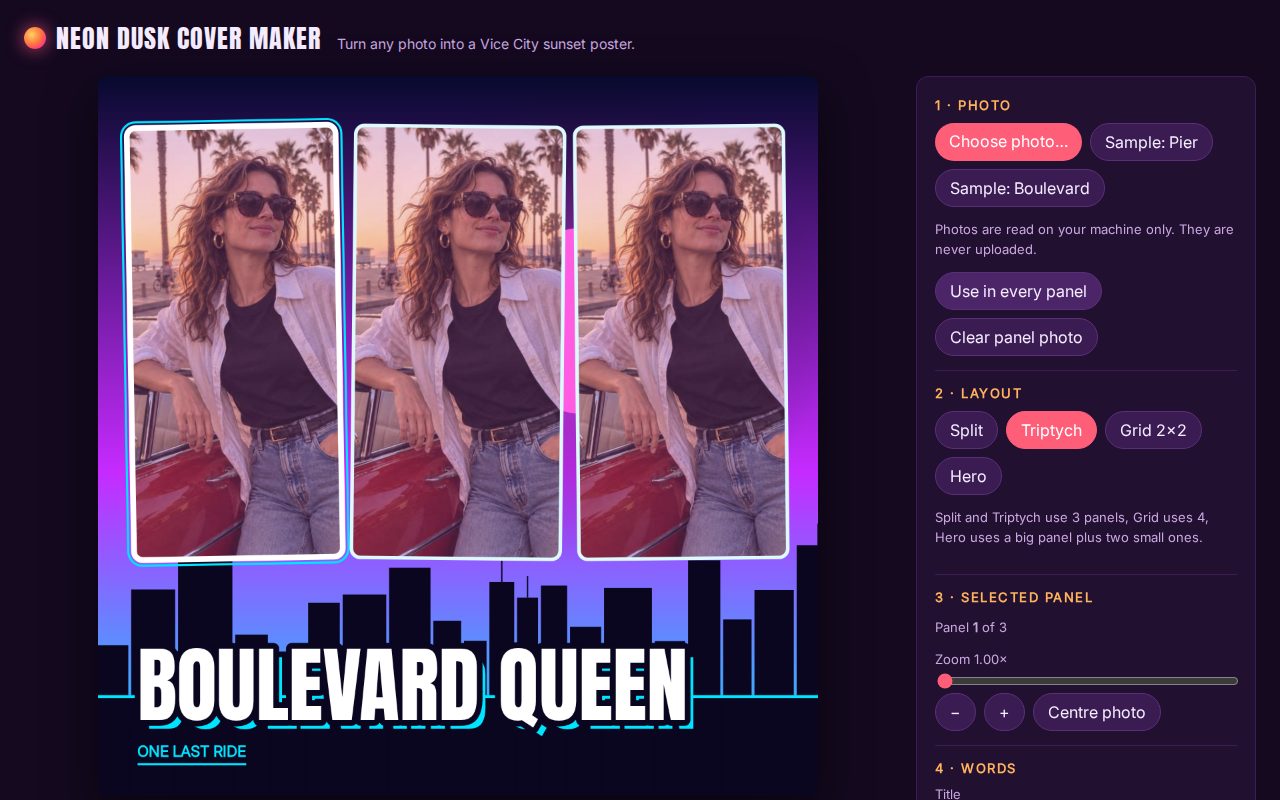 NEON DUSK COVER MAKER
Turn any photo into a Vice City sunset poster.
BOULEVARD QUEEN
ONE LAST RIDE
1 · PHOTO
Choose photo...
Sample: Pier
Sample: Boulevard
Photos are read on your machine only. They are
never uploaded.
Use in every panel
Clear panel photo
2 · LAYOUT
Split
Triptych
Grid 2×2
Hero
Split and Triptych use 3 panels, Grid uses 4,
Hero uses a big panel plus two small ones.
3 · SELECTED PANEL
Panel 1 of 3
Zoom 1.00×
−
+
Centre photo
4 · WORDS
Title